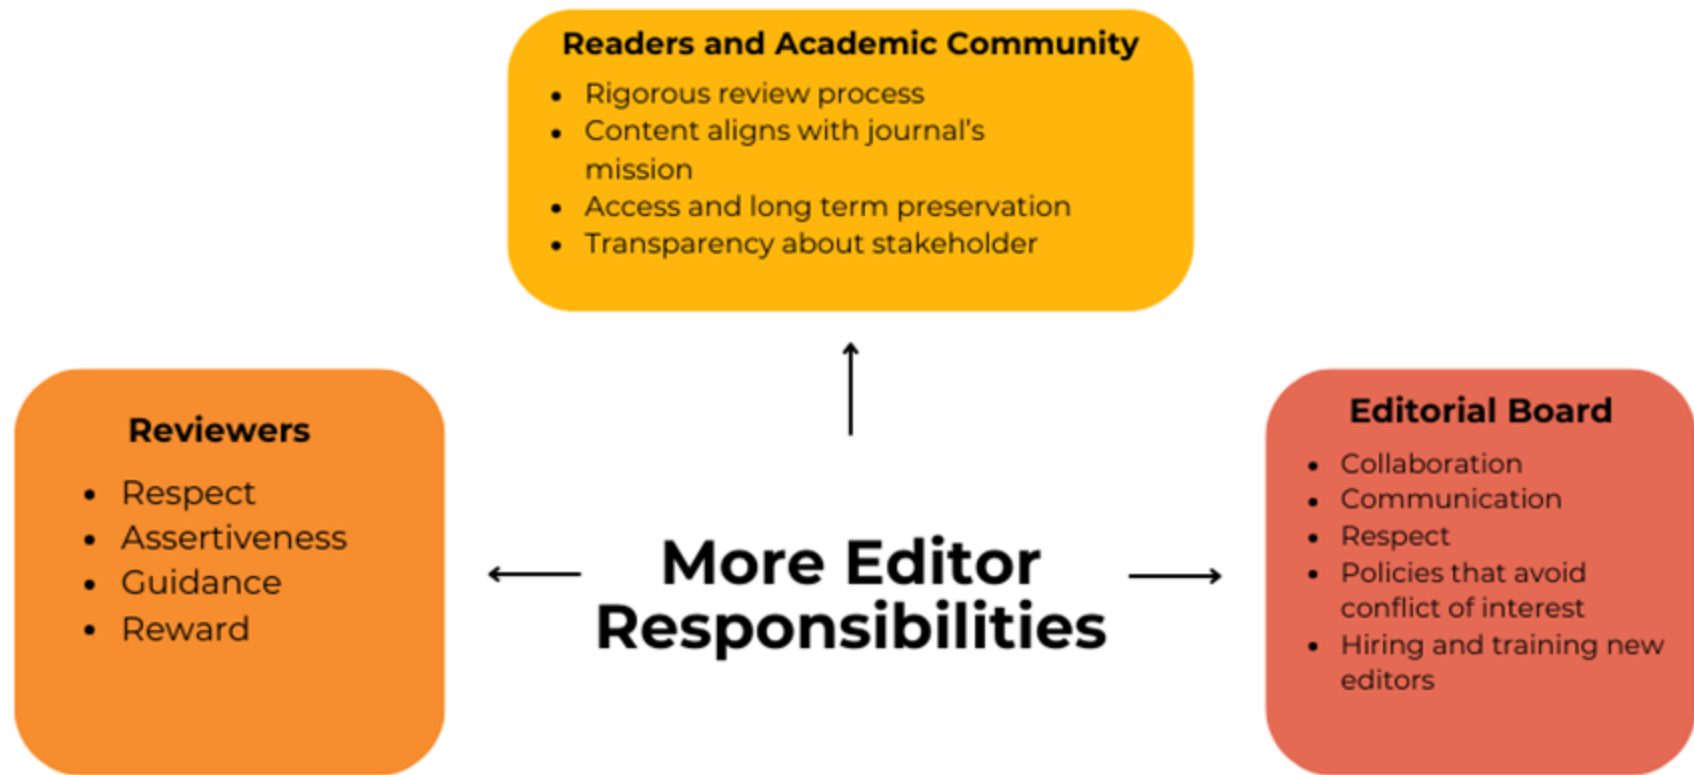 Readers and Academic Community
• Rigorous review process
• Content aligns with journal's
mission
• Access and long term preservation
• Transparency about stakeholder
Reviewers
• Respect
• Assertiveness
• Guidance
• Reward
More Editor
Responsibilities
Editorial Board
• Collaboration
• Communication
• Respect
• Policies that avoid
conflict of interest
• Hiring and training new
editors